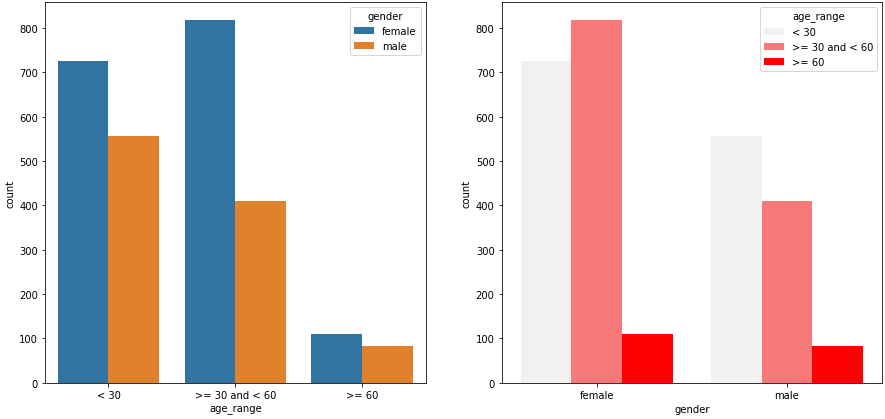 gender
female
male
800
700
600
500
400
300
200
100
0
count
< 30
>= 30 and < 60
>= 60
age_range
age_range
< 30
>= 30 and < 60
>= 60
800
700
600
500
400
300
200
100
0
count
female
male
gender